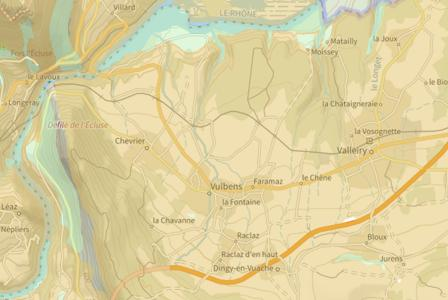 Villard
LE RHÔNE
Matailly
la Joux
Moissey
Fort l'Écluse
le Lavoux
le Longet
Longeray
la Chataigneraie
Défilé de l'Écluse
la Vosognette
Chevrier
Valleiry
Vulbens
Faramaz
le Chêne
la Fontaine
Léaz
la Chavanne
Népliers
Raclaz
Bloux
Raclaz d'en haut
Dingy-en-Vuache
Jurens